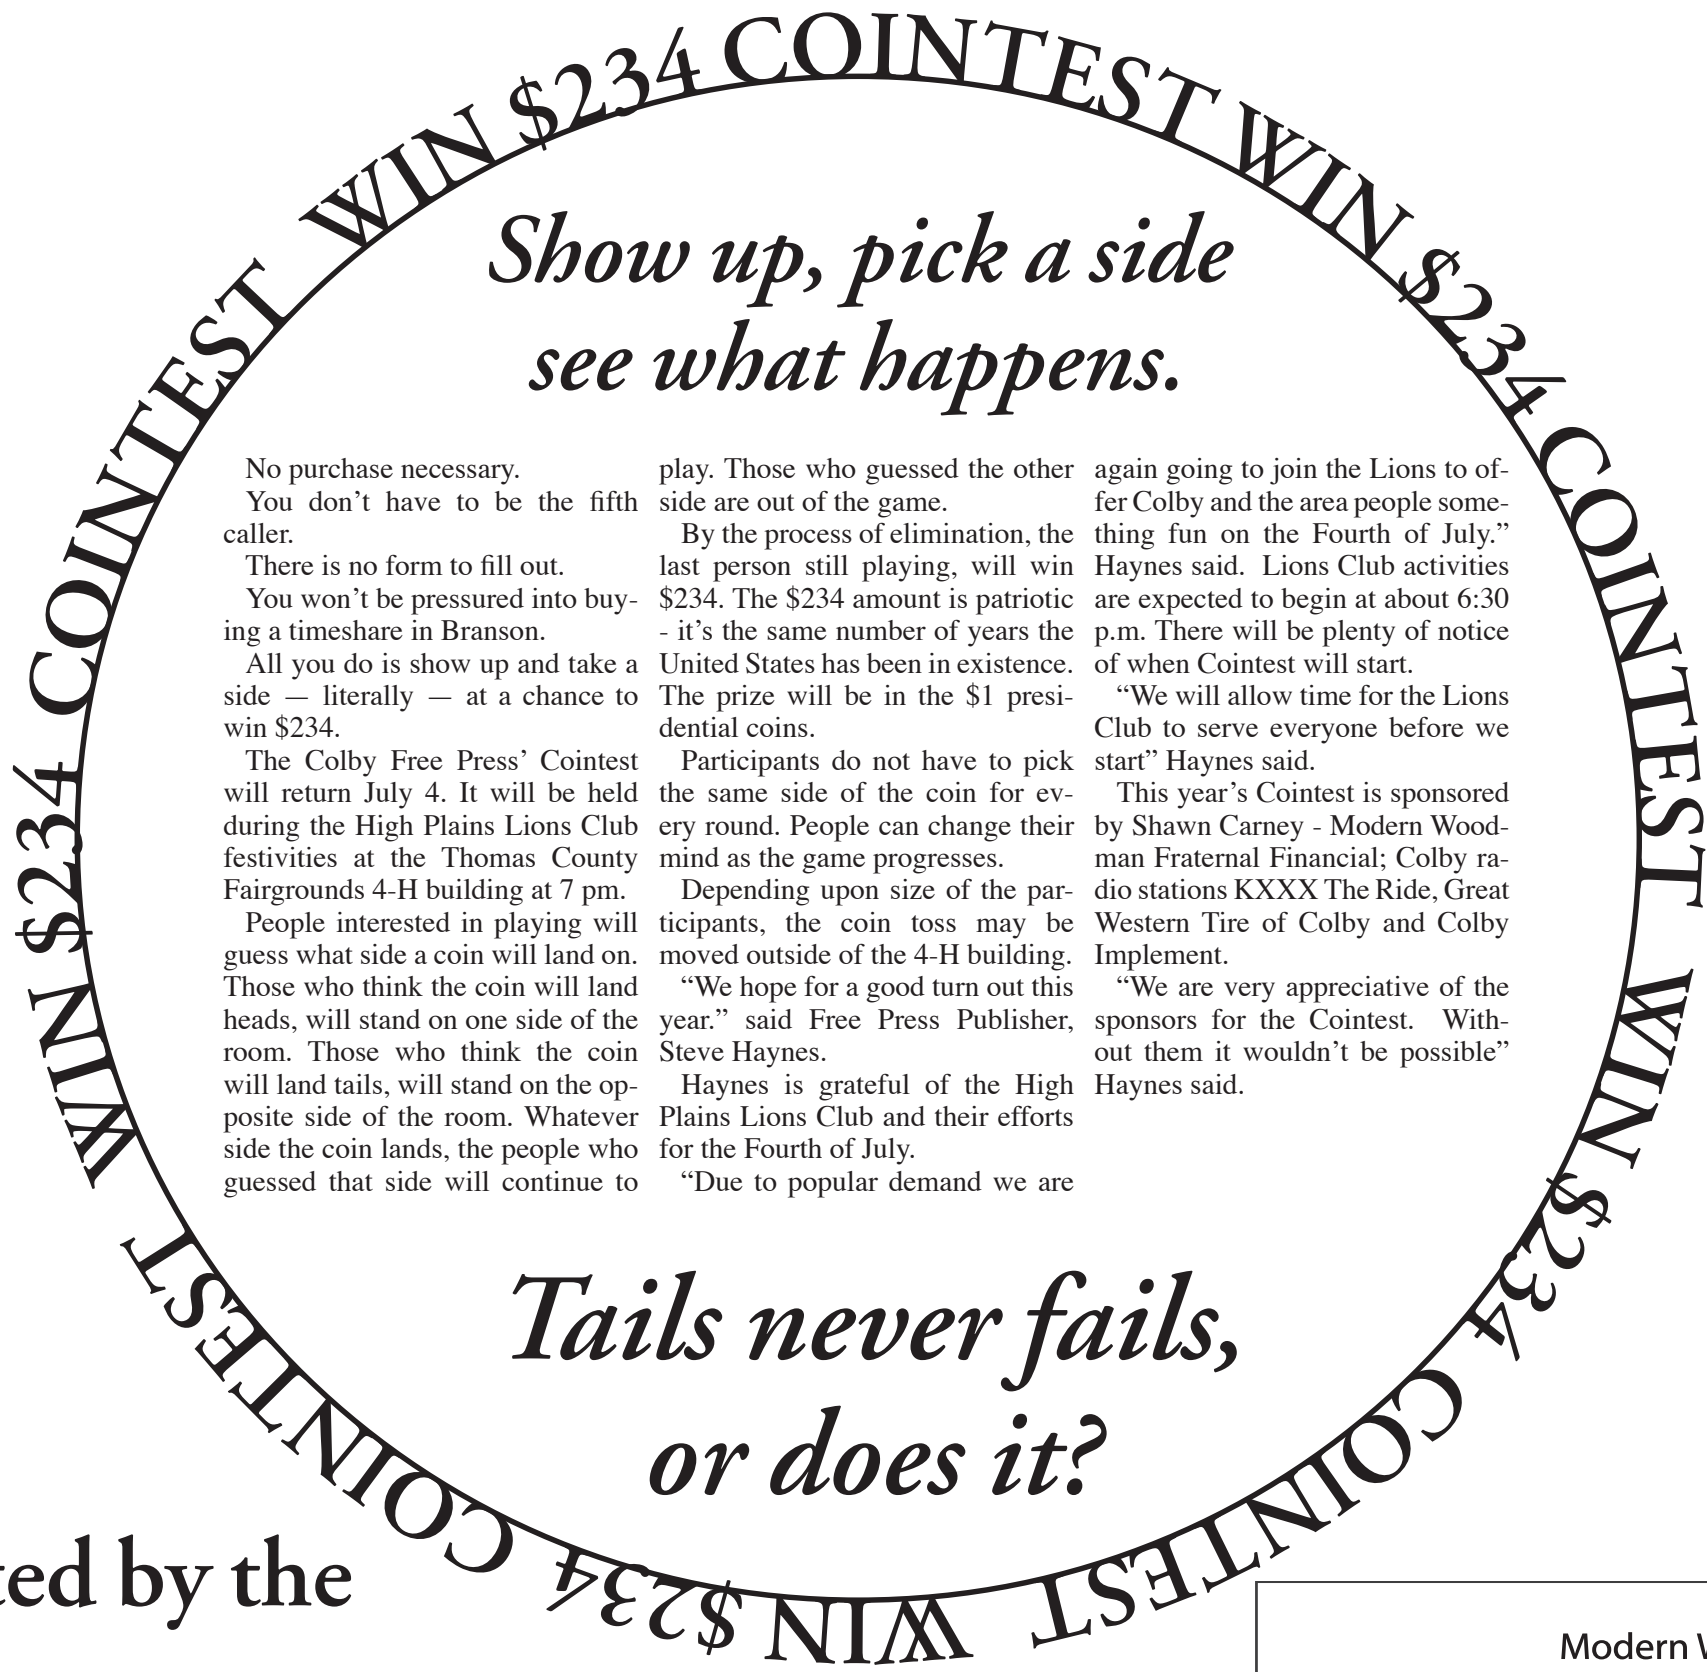 COINTEST WIN $234 COINTEST WIN $234 COINTEST WIN $234 COINTEST WIN $234 COINTEST WIN $234
Show up, pick a side
see what happens.
No purchase necessary.
You don’t have to be the fifth
caller.
There is no form to fill out.
You won’t be pressured into buy-
ing a timeshare in Branson.
All you do is show up and take a
side — literally — at a chance to
win $234.
The Colby Free Press’ Cointest
will return July 4. It will be held
during the High Plains Lions Club
festivities at the Thomas County
Fairgrounds 4-H building at 7 pm.
People interested in playing will
guess what side a coin will land on.
Those who think the coin will land
heads, will stand on one side of the
room. Those who think the coin
will land tails, will stand on the op-
posite side of the room. Whatever
side the coin lands, the people who
guessed that side will continue to
play. Those who guessed the other
side are out of the game.
By the process of elimination, the
last person still playing, will win
$234. The $234 amount is patriotic
- it’s the same number of years the
United States has been in existence.
The prize will be in the $1 presi-
dential coins.
Participants do not have to pick
the same side of the coin for ev-
ery round. People can change their
mind as the game progresses.
Depending upon size of the par-
ticipants, the coin toss may be
moved outside of the 4-H building.
“We hope for a good turn out this
year.” said Free Press Publisher,
Steve Haynes.
Haynes is grateful of the High
Plains Lions Club and their efforts
for the Fourth of July.
“Due to popular demand we are
again going to join the Lions to of-
fer Colby and the area people some-
thing fun on the Fourth of July.”
Haynes said. Lions Club activities
are expected to begin at about 6:30
p.m. There will be plenty of notice
of when Cointest will start.
“We will allow time for the Lions
Club to serve everyone before we
start” Haynes said.
This year’s Cointest is sponsored
by Shawn Carney - Modern Wood-
man Fraternal Financial; Colby ra-
dio stations KXXX The Ride, Great
Western Tire of Colby and Colby
Implement.
“We are very appreciative of the
sponsors for the Cointest. With-
out them it wouldn’t be possible”
Haynes said.
Tails never fails,
or does it?
by the
Modern